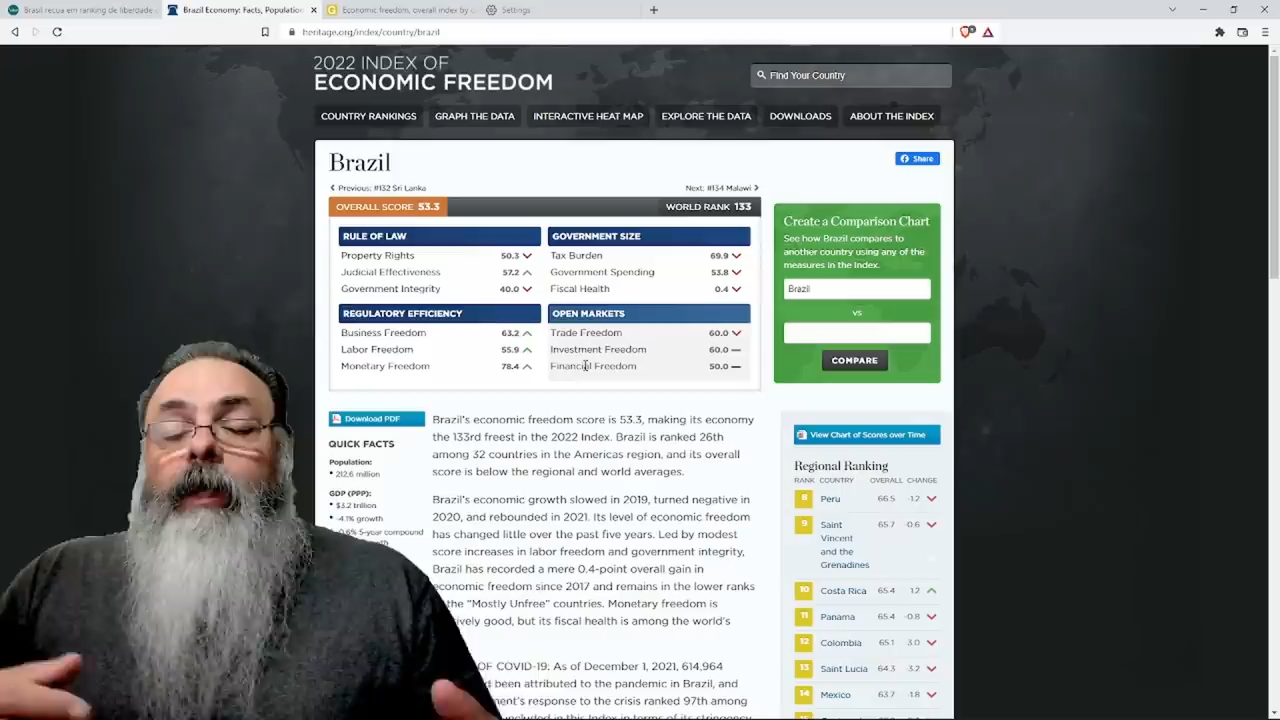 Brasil recua em ranking de liberdade
Brazil Economy: Facts, Population
Economic freedom, overall index by c
Settings
heritage.org/index/country/brazil
2022 INDEX OF
ECONOMIC FREEDOM
Find Your Country
COUNTRY RANKINGS GRAPH THE DATA INTERACTIVE HEAT MAP EXPLORE THE DATA DOWNLOADS ABOUT THE INDEX
Brazil
Share
Previous: #132 Sri Lanka
Next: #134 Malawi
OVERALL SCORE 53.3
WORLD RANK 133
RULE OF LAW
Property Rights 50.3
Judicial Effectiveness 57.2
Government Integrity 40.0
GOVERNMENT SIZE
Tax Burden 69.9
Government Spending 53.8
Fiscal Health 0.4
REGULATORY EFFICIENCY
Business Freedom 63.2
Labor Freedom 55.9
Monetary Freedom 78.4
OPEN MARKETS
Trade Freedom 60.0
Investment Freedom 60.0
Financial Freedom 50.0
Create a Comparison Chart
See how Brazil compares to
another country using any of the
measures in the Index.
Brazil
vs
COMPARE
Download PDF
QUICK FACTS
Population:
• 212.6 million
GDP (PPP):
• $3.2 trillion
• -4.1% growth
-0.6% 5-year compound
Brazil's economic freedom score is 53.3, making its economy
the 133rd freest in the 2022 Index. Brazil is ranked 26th
among 32 countries in the Americas region, and its overall
score is below the regional and world averages.
Brazil's economic growth slowed in 2019, turned negative in
2020, and rebounded in 2021. Its level of economic freedom
has changed little over the past five years. Led by modest
score increases in labor freedom and government integrity,
Brazil has recorded a mere 0.4-point overall gain in
economic freedom since 2017 and remains in the lower ranks
the "Mostly Unfree" countries. Monetary freedom is
ively good, but its fiscal health is among the world's
OF COVID-19: As of December 1, 2021, 614,964
been attributed to the pandemic in Brazil, and
ent's response to the crisis ranked 97th among
included in this Index in terms of its stringency
View Chart of Scores over Time
Regional Ranking
RANK COUNTRY OVERALL CHANGE
8 Peru 66.5 -1.2
9 Saint 65.7 -0.6
Vincent
and the
Grenadines
10 Costa Rica 65.4 1.2
11 Panama 65.4 -0.8
12 Colombia 65.1 3.0
13 Saint Lucia 64.3 -3.2
14 Mexico 63.7 -1.8